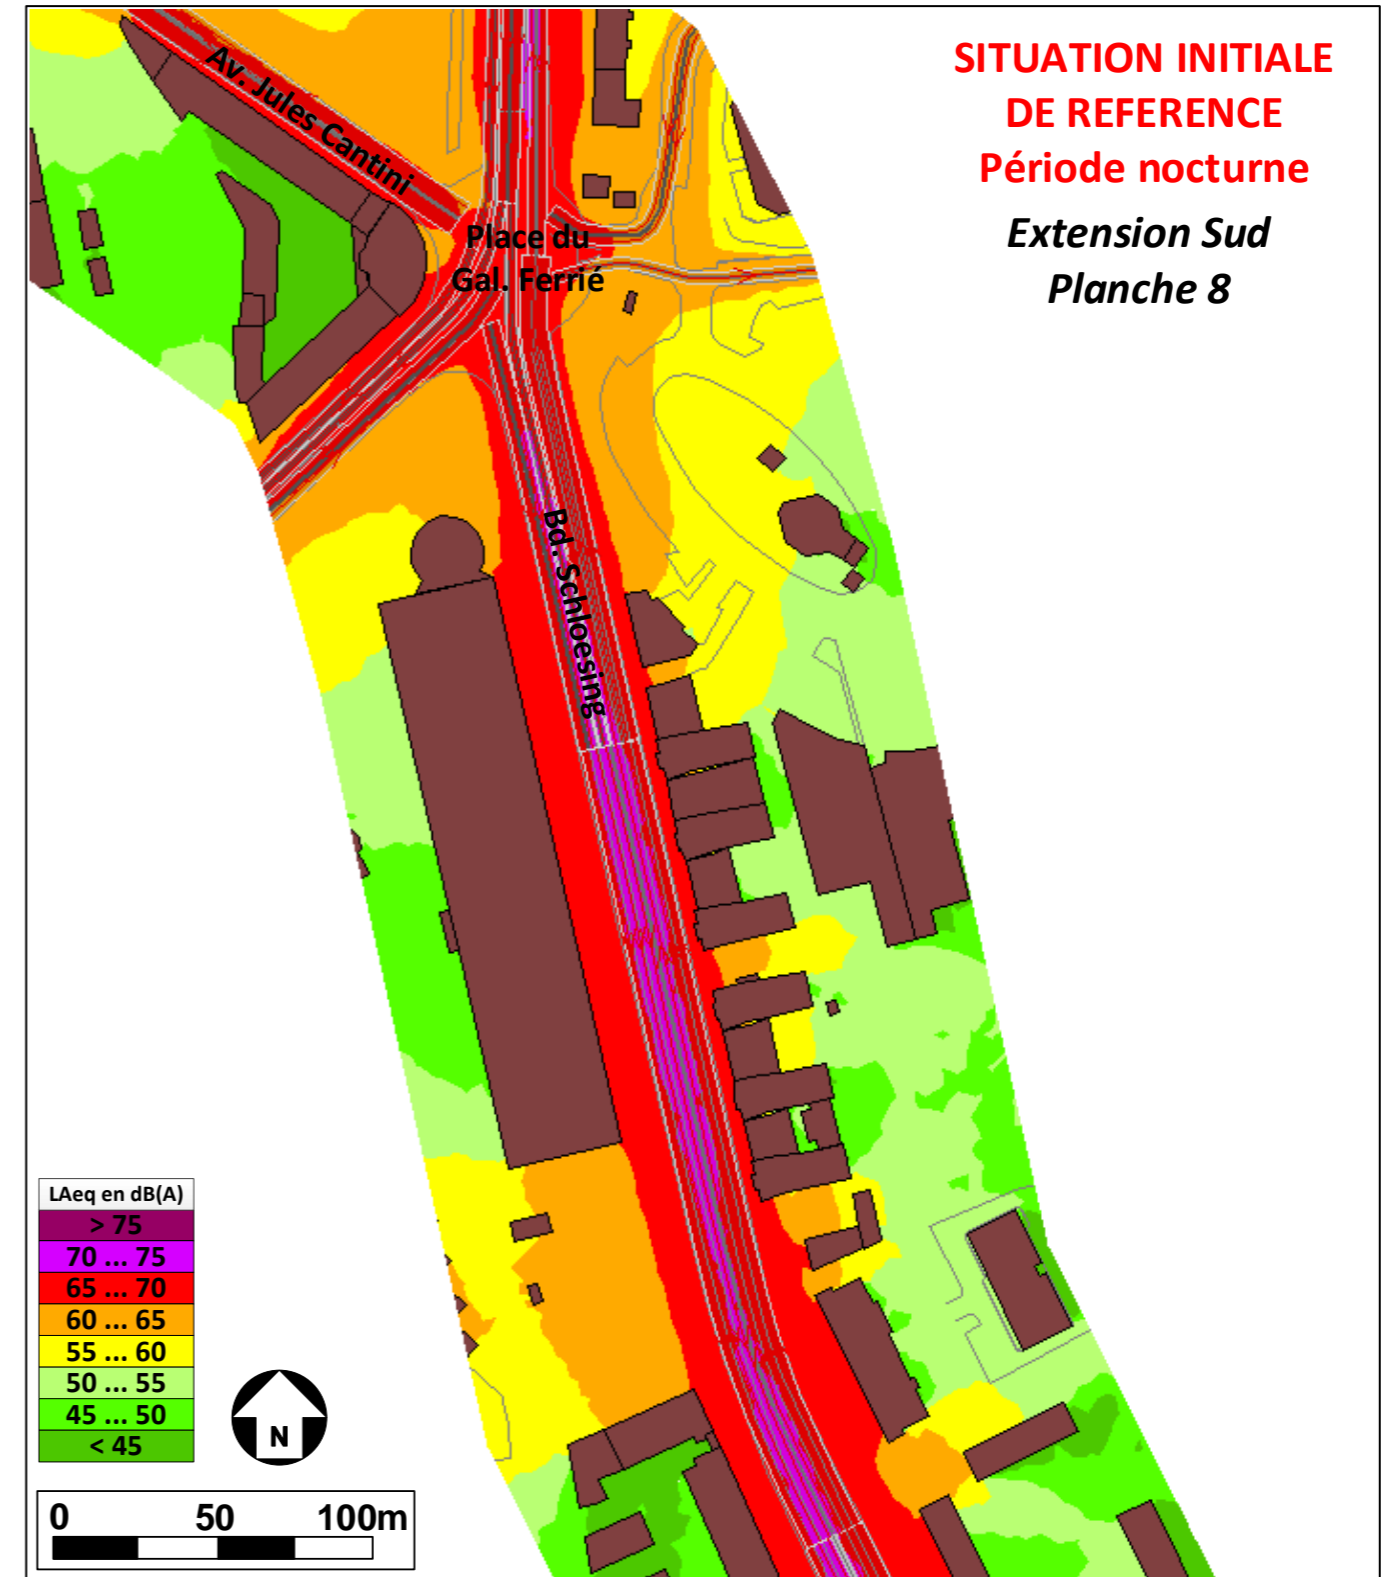 SITUATION INITIALE
DE REFERENCE
Période nocturne
Extension Sud
Planche 8
Av. Jules Cantini
Place du
Gal. Ferrié
Bd. Schloesing
LAeq en dB(A)
> 75
70 ... 75
65 ... 70
60 ... 65
55 ... 60
50 ... 55
45 ... 50
< 45
N
0 50 100m